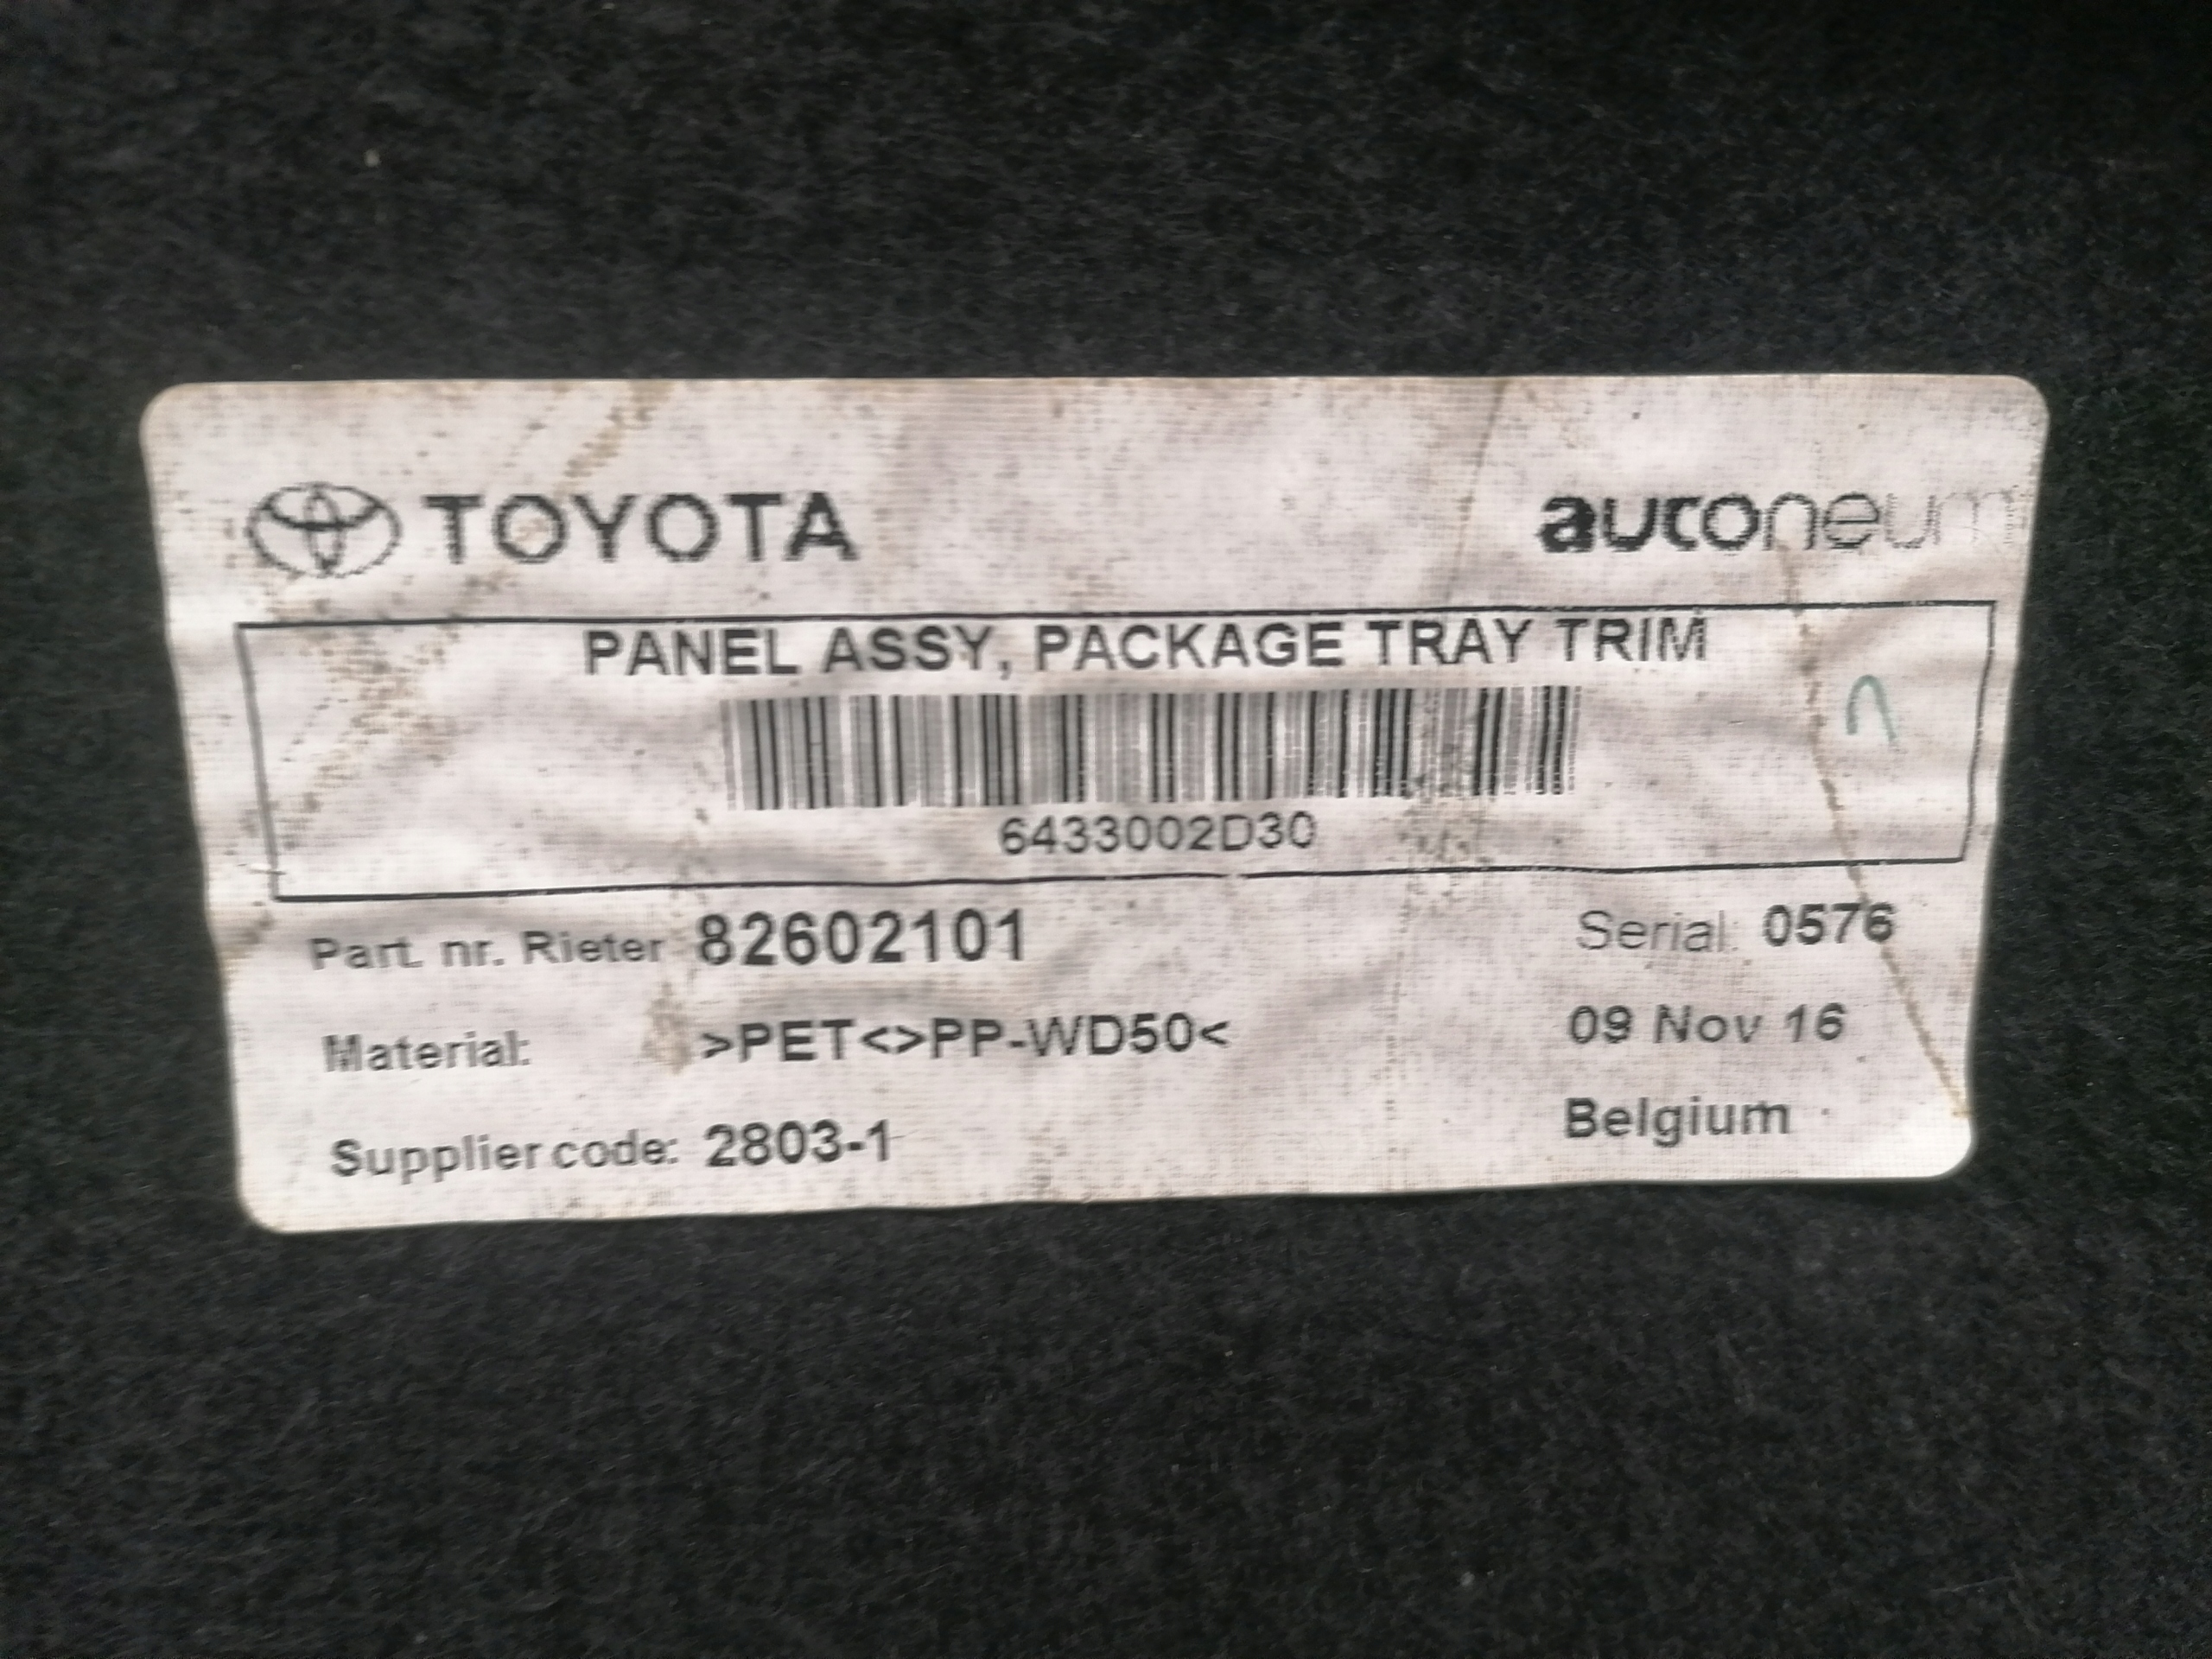 TOYOTA
autoneum
PANEL ASSY, PACKAGE TRAY TRIM
6433002D30
Part. nr. Rieter 82602101
Serial: 0576
Material: >PET<>PP-WD50<
09 Nov 16
Supplier code: 2803-1
Belgium